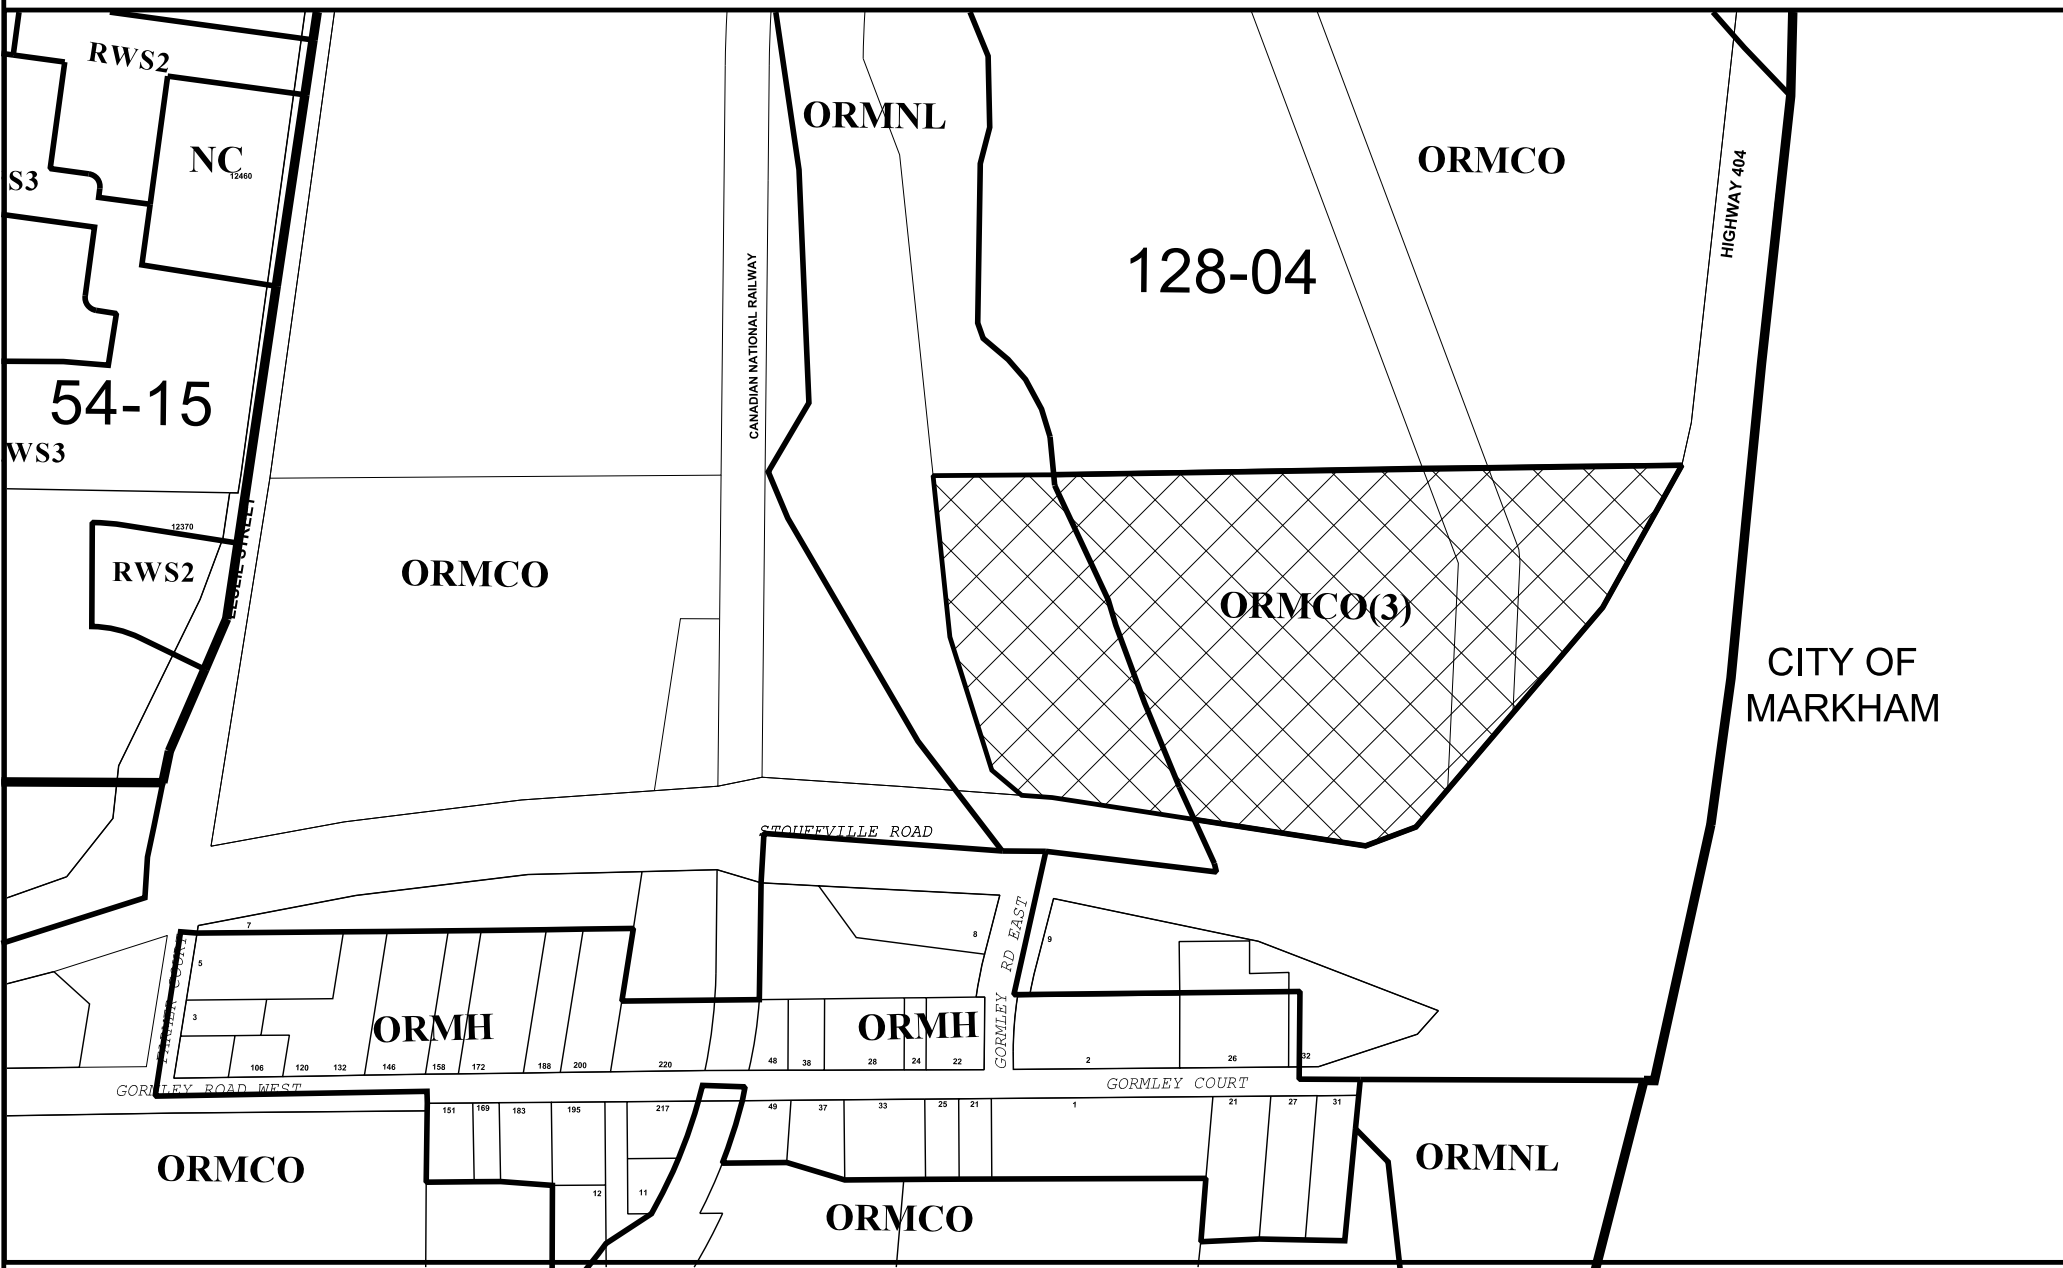 RWS2
NC
12460
S3
54-15
WS3
12370
RWS2
LESLIE STREET
ORMCO
CANADIAN NATIONAL RAILWAY
ORMNL
ORMCO
128-04
HIGHWAY 404
ORMCO(3)
CITY OF
MARKHAM
STOUFFVILLE ROAD
7
5
3
FARMER COURT
ORMH
106
120
132
146
158
172
188
200
220
48
38
28
24
22
ORMH
8
GORMLEY RD EAST
9
2
26
32
GORMLEY ROAD WEST
GORMLEY COURT
151
169
183
195
217
49
37
33
25
21
1
21
27
31
12
11
ORMCO
ORMCO
ORMNL